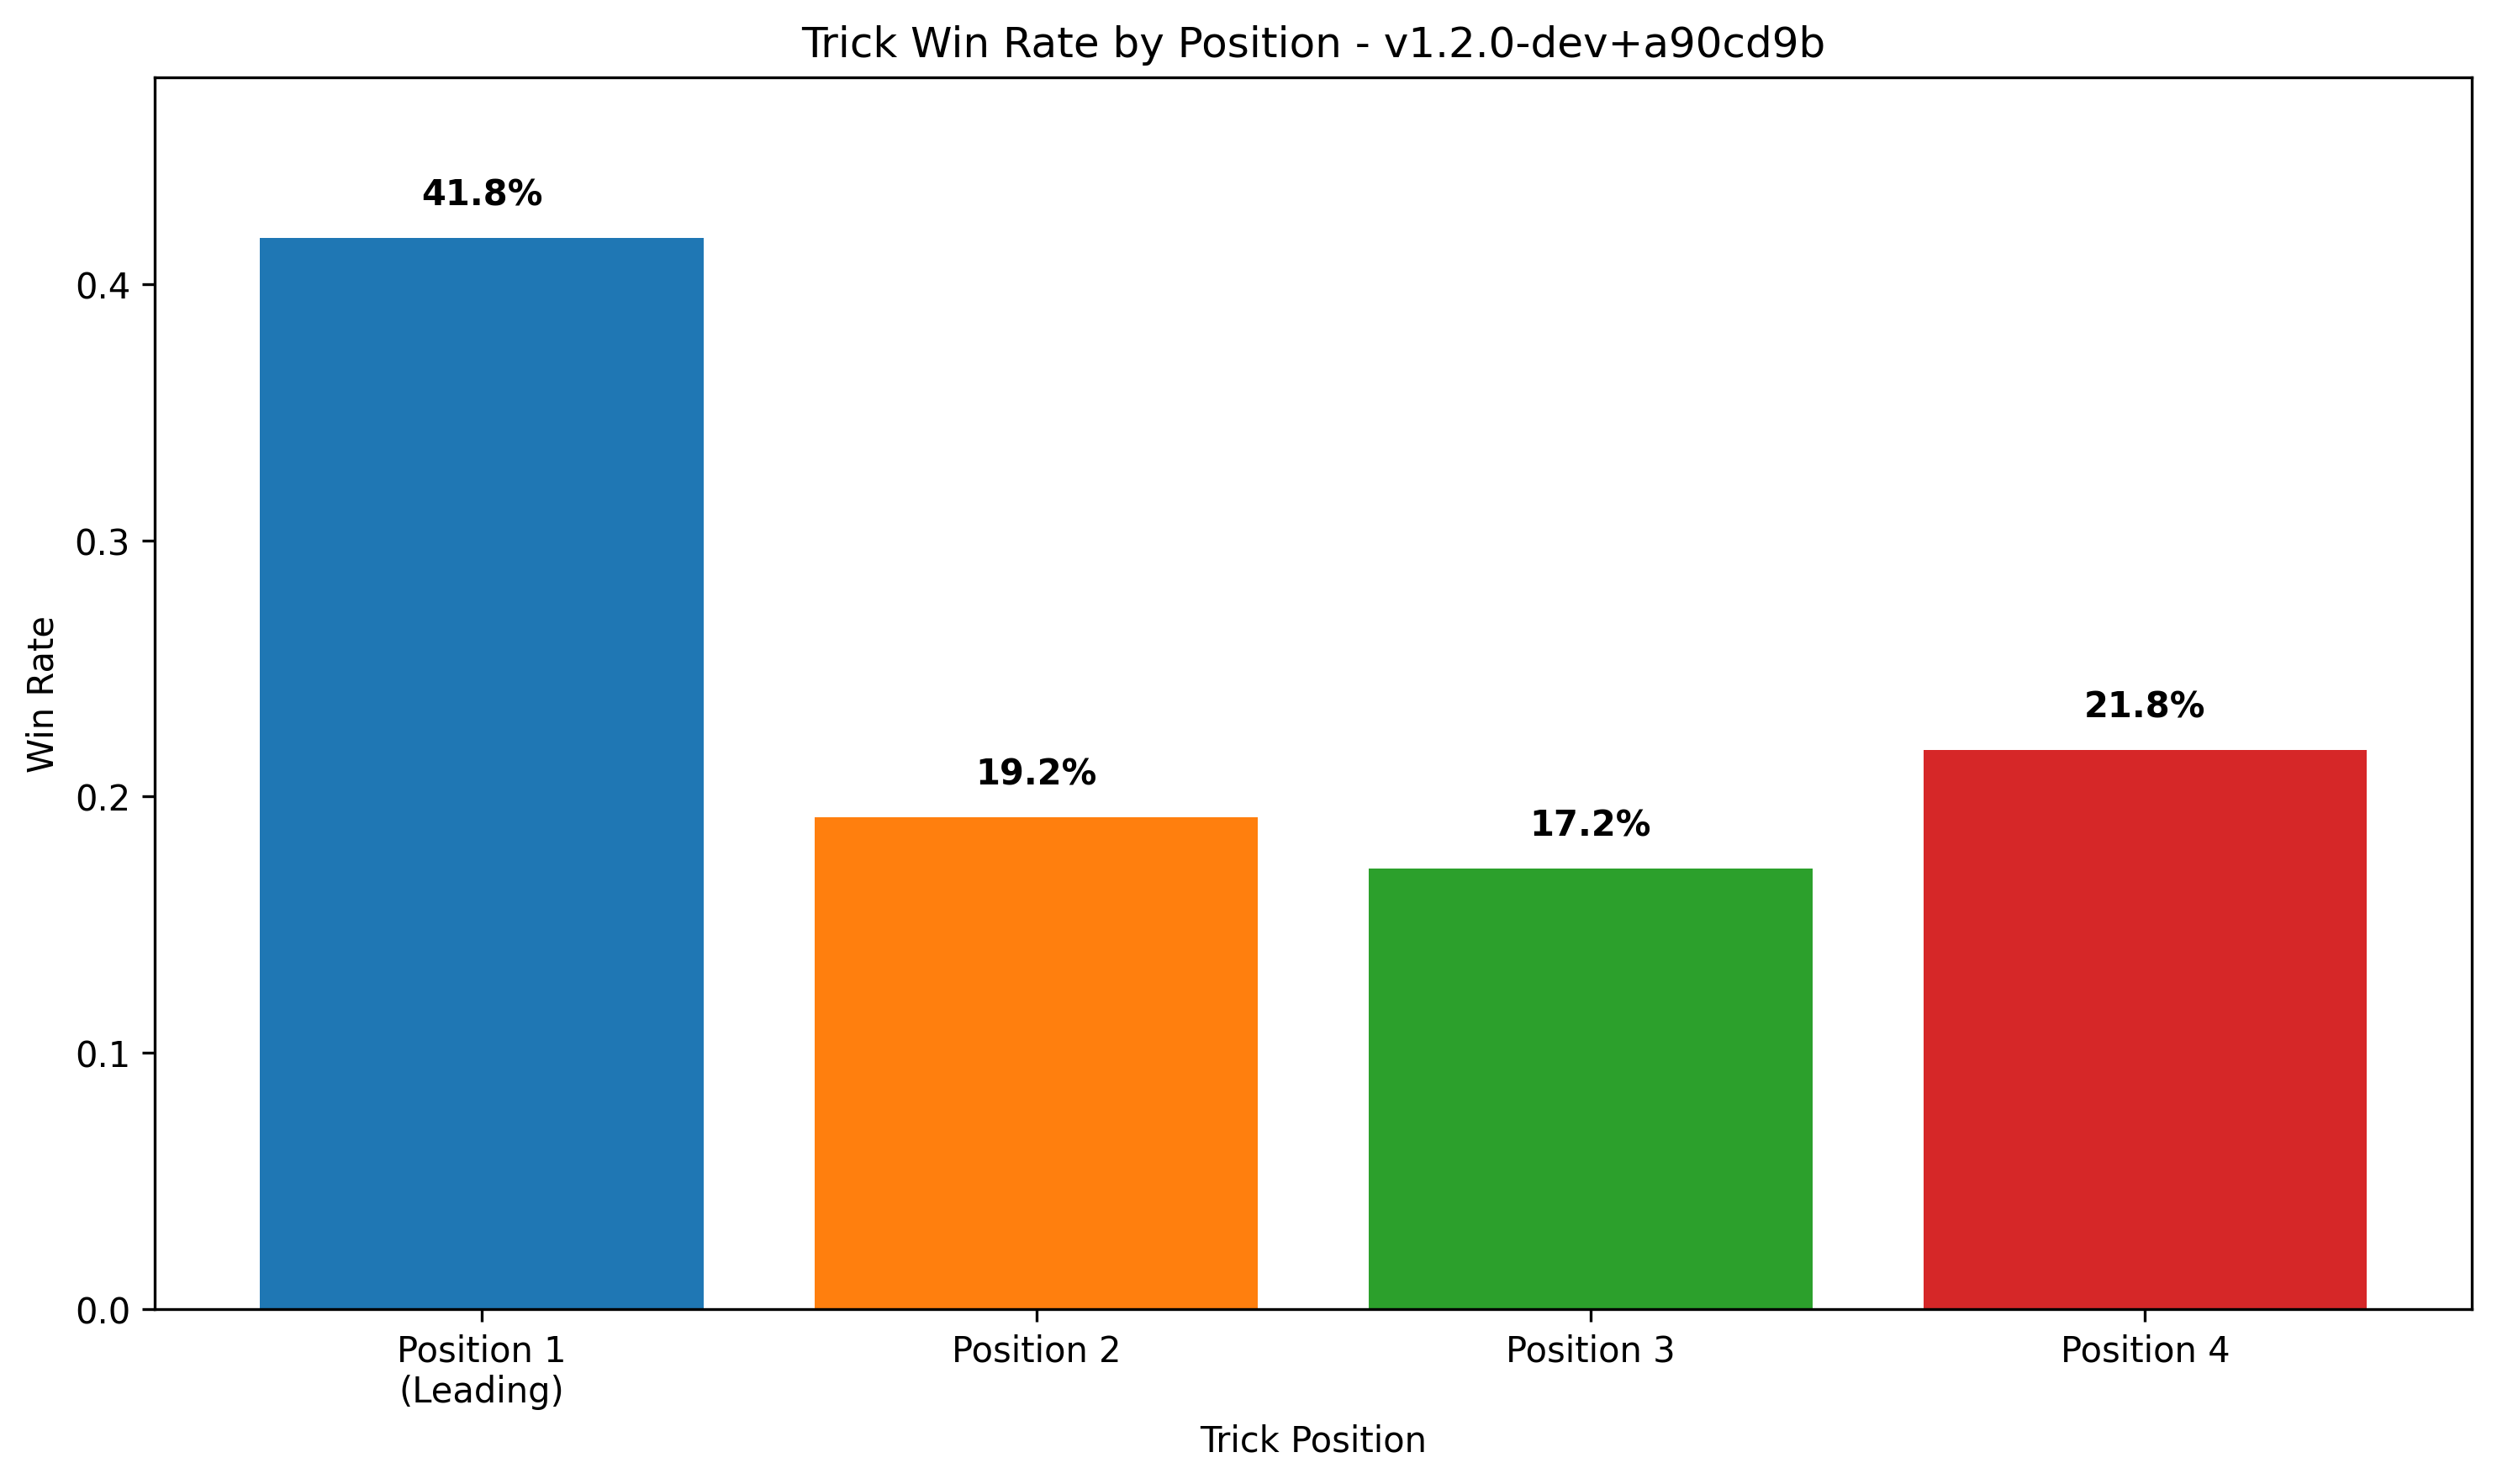 Trick Win Rate by Position - v1.2.0-dev+a90cd9b
Win Rate
0.4
0.3
0.2
0.1
0.0
41.8%
19.2%
17.2%
21.8%
Position 1
(Leading)
Position 2
Position 3
Position 4
Trick Position